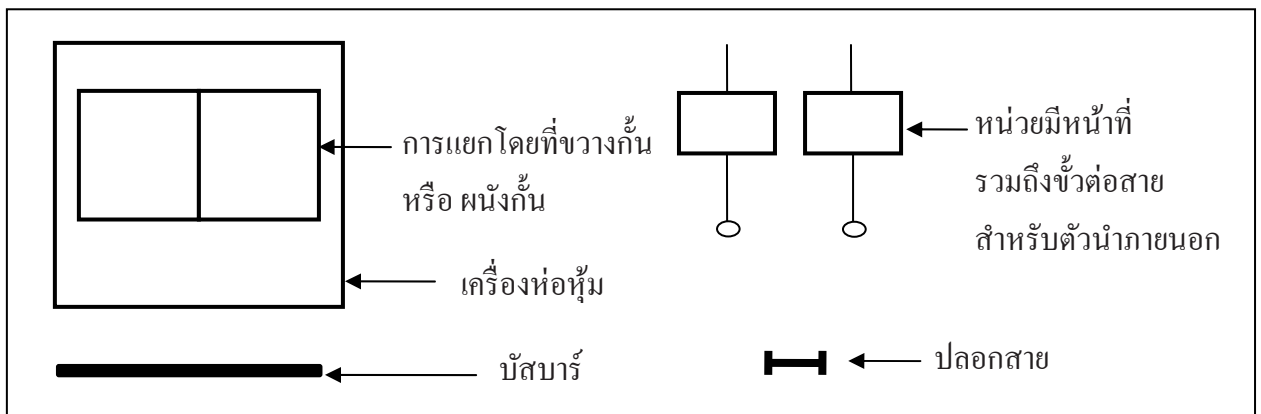 การแยกโดยที่ขวางกั้น
หรือ ผนังกั้น
เครื่องห่อหุ้ม
บัสบาร์
หน่วยมีหน้าที่
รวมถึงขั้วต่อสาย
สำหรับตัวนำภายนอก
ปลอกสาย